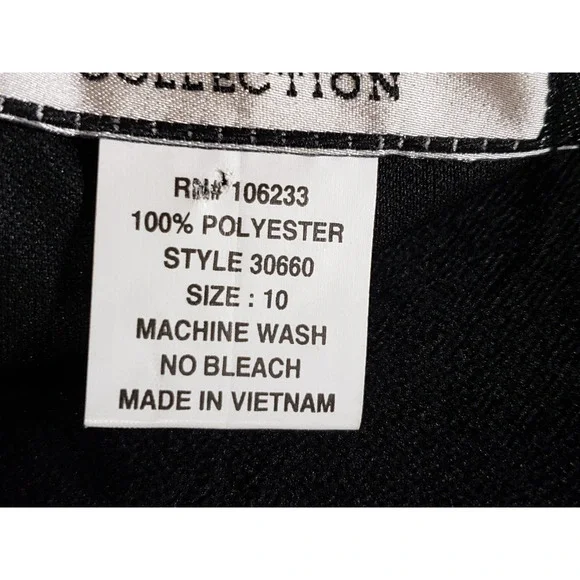 COLLECTION
RN# 106233
100% POLYESTER
STYLE 30660
SIZE : 10
MACHINE WASH
NO BLEACH
MADE IN VIETNAM